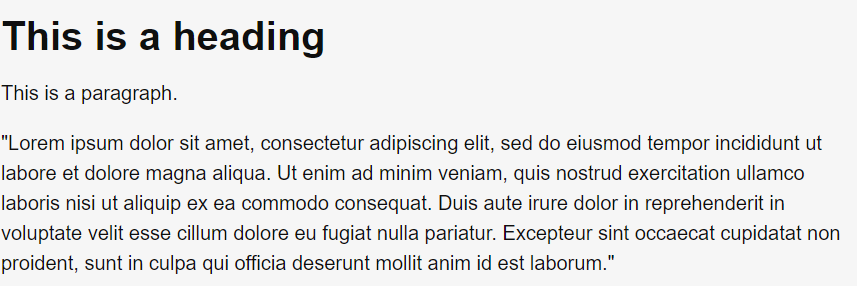 This is a heading
This is a paragraph.
"Lorem ipsum dolor sit amet, consectetur adipiscing elit, sed do eiusmod tempor incididunt ut
labore et dolore magna aliqua. Ut enim ad minim veniam, quis nostrud exercitation ullamco
laboris nisi ut aliquip ex ea commodo consequat. Duis aute irure dolor in reprehenderit in
voluptate velit esse cillum dolore eu fugiat nulla pariatur. Excepteur sint occaecat cupidatat non
proident, sunt in culpa qui officia deserunt mollit anim id est laborum."